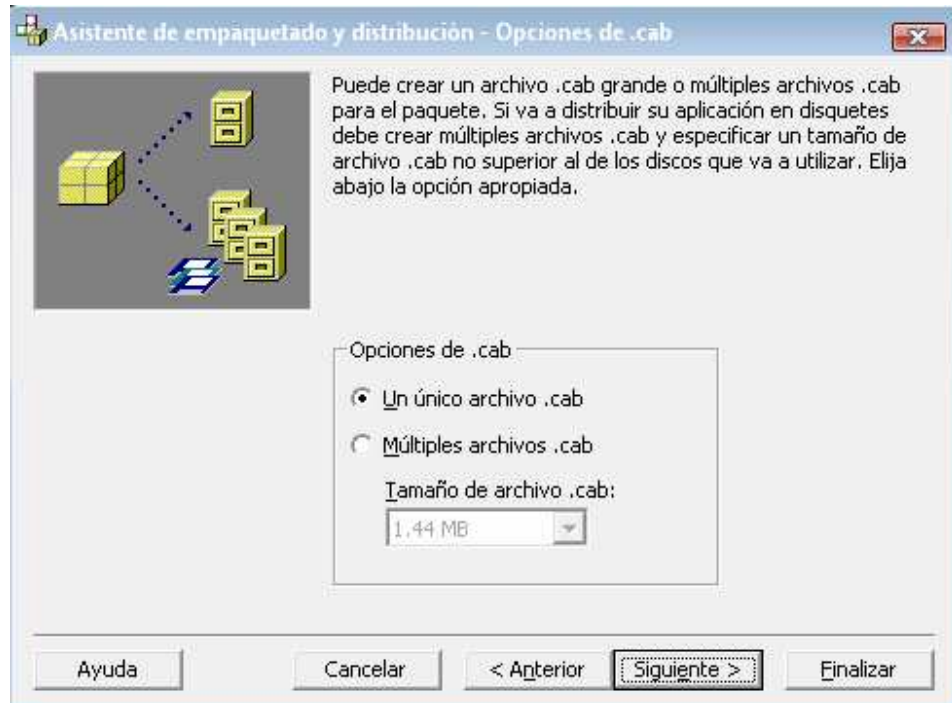 Asistente de empaquetado y distribución - Opciones de .cab
Puede crear un archivo .cab grande o múltiples archivos .cab
para el paquete. Si va a distribuir su aplicación en disquetes
debe crear múltiples archivos .cab y especificar un tamaño de
archivo .cab no superior al de los discos que va a utilizar. Elija
abajo la opción apropiada.
Opciones de .cab
Un único archivo .cab
Múltiples archivos .cab
Tamaño de archivo .cab:
1.44 MB
Ayuda Cancelar < Anterior Siguiente > Finalizar